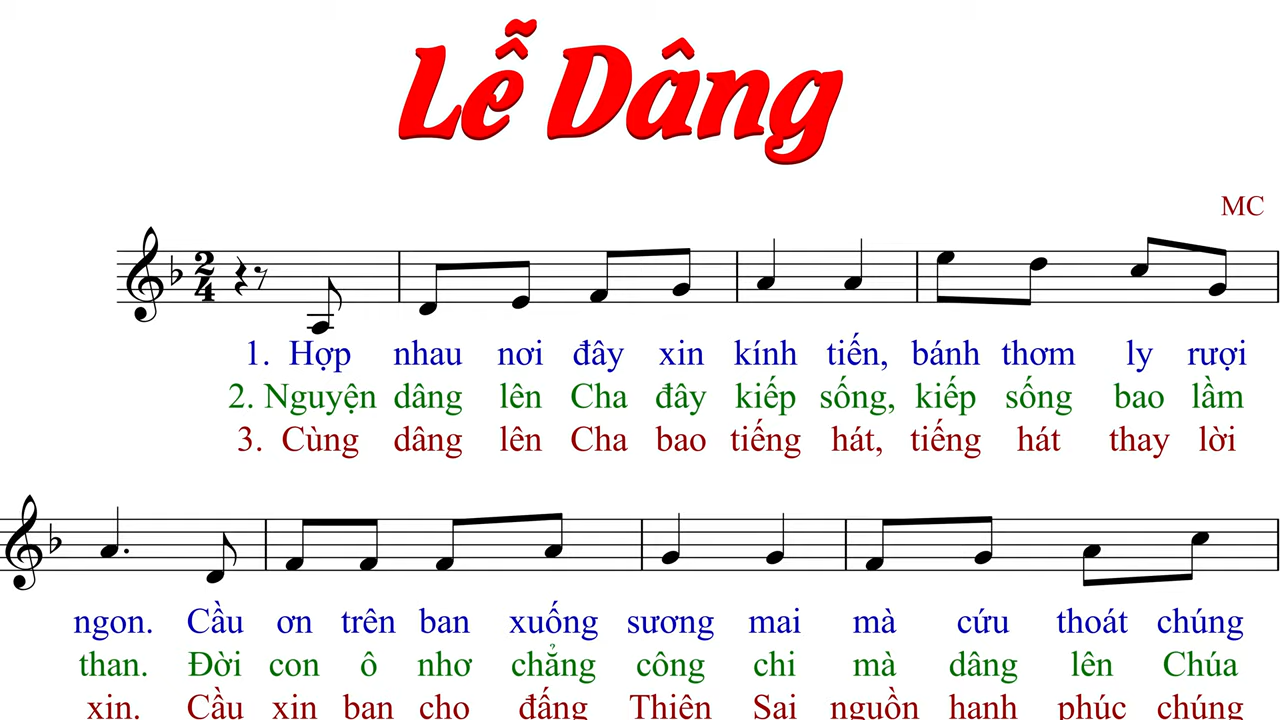 Lễ Dâng
MC
2
4
1. Hợp nhau nơi đây xin kính tiến, bánh thơm ly rượi
2. Nguyện dâng lên Cha đây kiếp sống, kiếp sống bao lầm
3. Cùng dâng lên Cha bao tiếng hát, tiếng hát thay lời
ngon. Cầu ơn trên ban xuống sương mai mà cứu thoát chúng
than. Đời con ô nhơ chẳng công chi mà dâng lên Chúa
xin. Cầu xin ban cho đấng Thiên Sai nguồn hanh phúc chúng